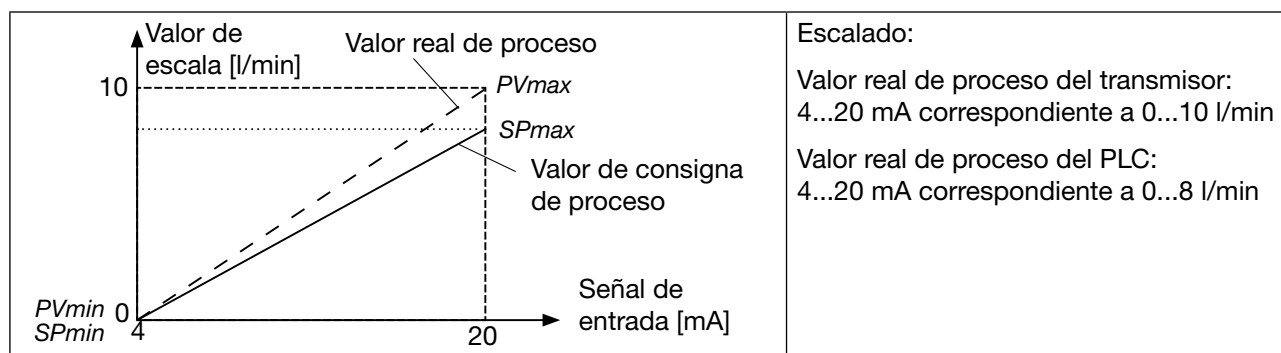 Valor de
escala [l/min]
Valor real de proceso
10
PVmax
SPmax
Valor de consigna
de proceso
PVmin
SPmin
0
4
20
Señal de
entrada [mA]
Escalado:
Valor real de proceso del transmisor:
4...20 mA correspondiente a 0...10 l/min
Valor real de proceso del PLC:
4...20 mA correspondiente a 0...8 l/min